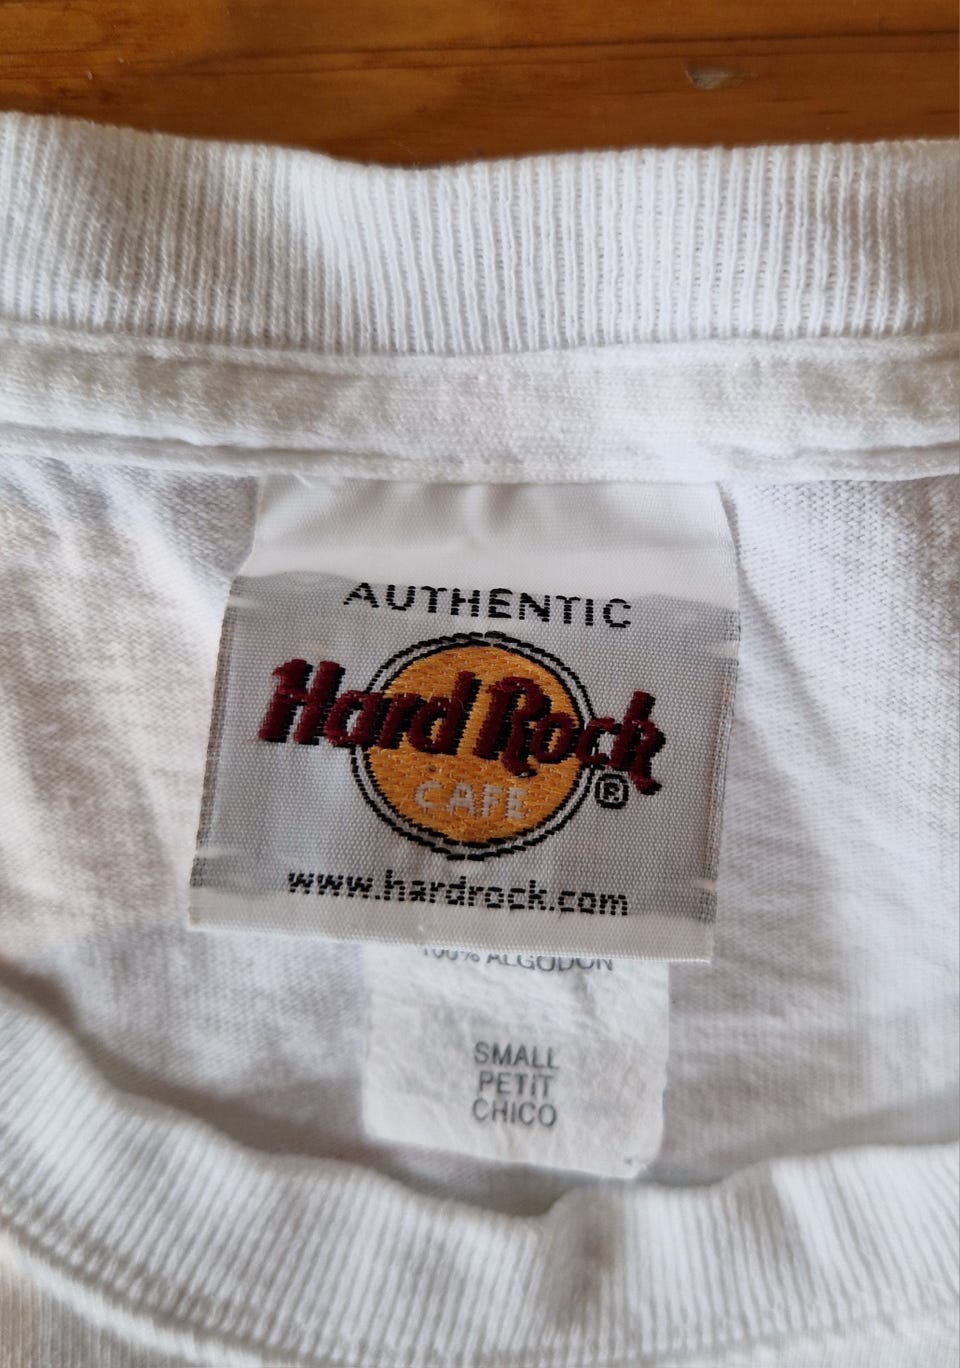 AUTHENTIC
Hard Rock
CAFE
®
www.hardrock.com
100% ALGODON
SMALL
PETIT
CHICO